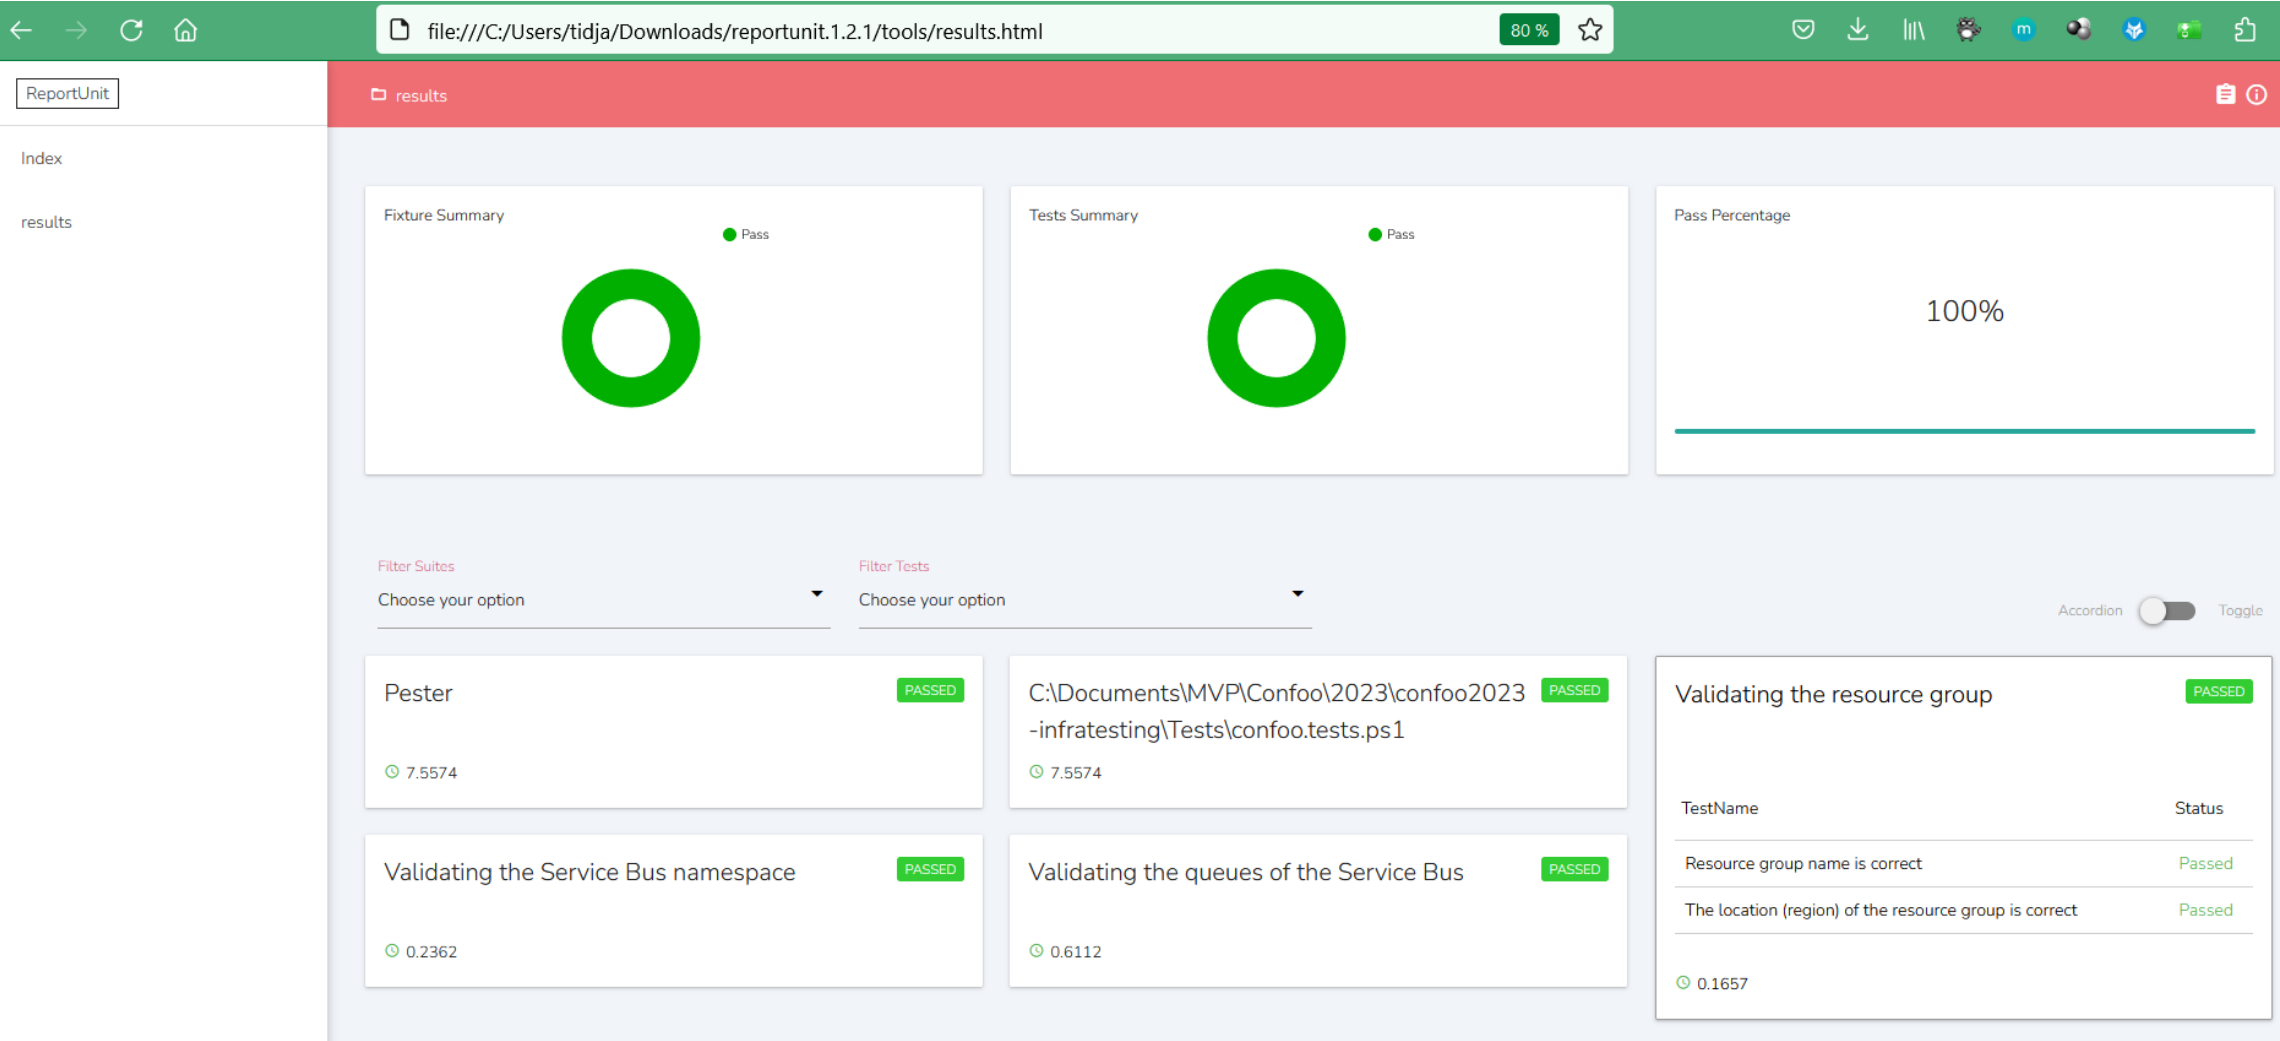 file:///C:/Users/tidja/Downloads/reportunit.1.2.1/tools/results.html
80 %
m
ReportUnit
results
Index
results
Fixture Summary
Pass
Tests Summary
Pass
Pass Percentage
100%
Filter Suites
Choose your option
Filter Tests
Choose your option
Accordion
Toggle
Pester
PASSED
7.5574
C:\Documents\MVP\Confoo\2023\confoo2023
-infratesting\Tests\confoo.tests.ps1
PASSED
7.5574
Validating the resource group
PASSED
TestName Status
Resource group name is correct Passed
The location (region) of the resource group is correct Passed
0.1657
Validating the Service Bus namespace
PASSED
0.2362
Validating the queues of the Service Bus
PASSED
0.6112